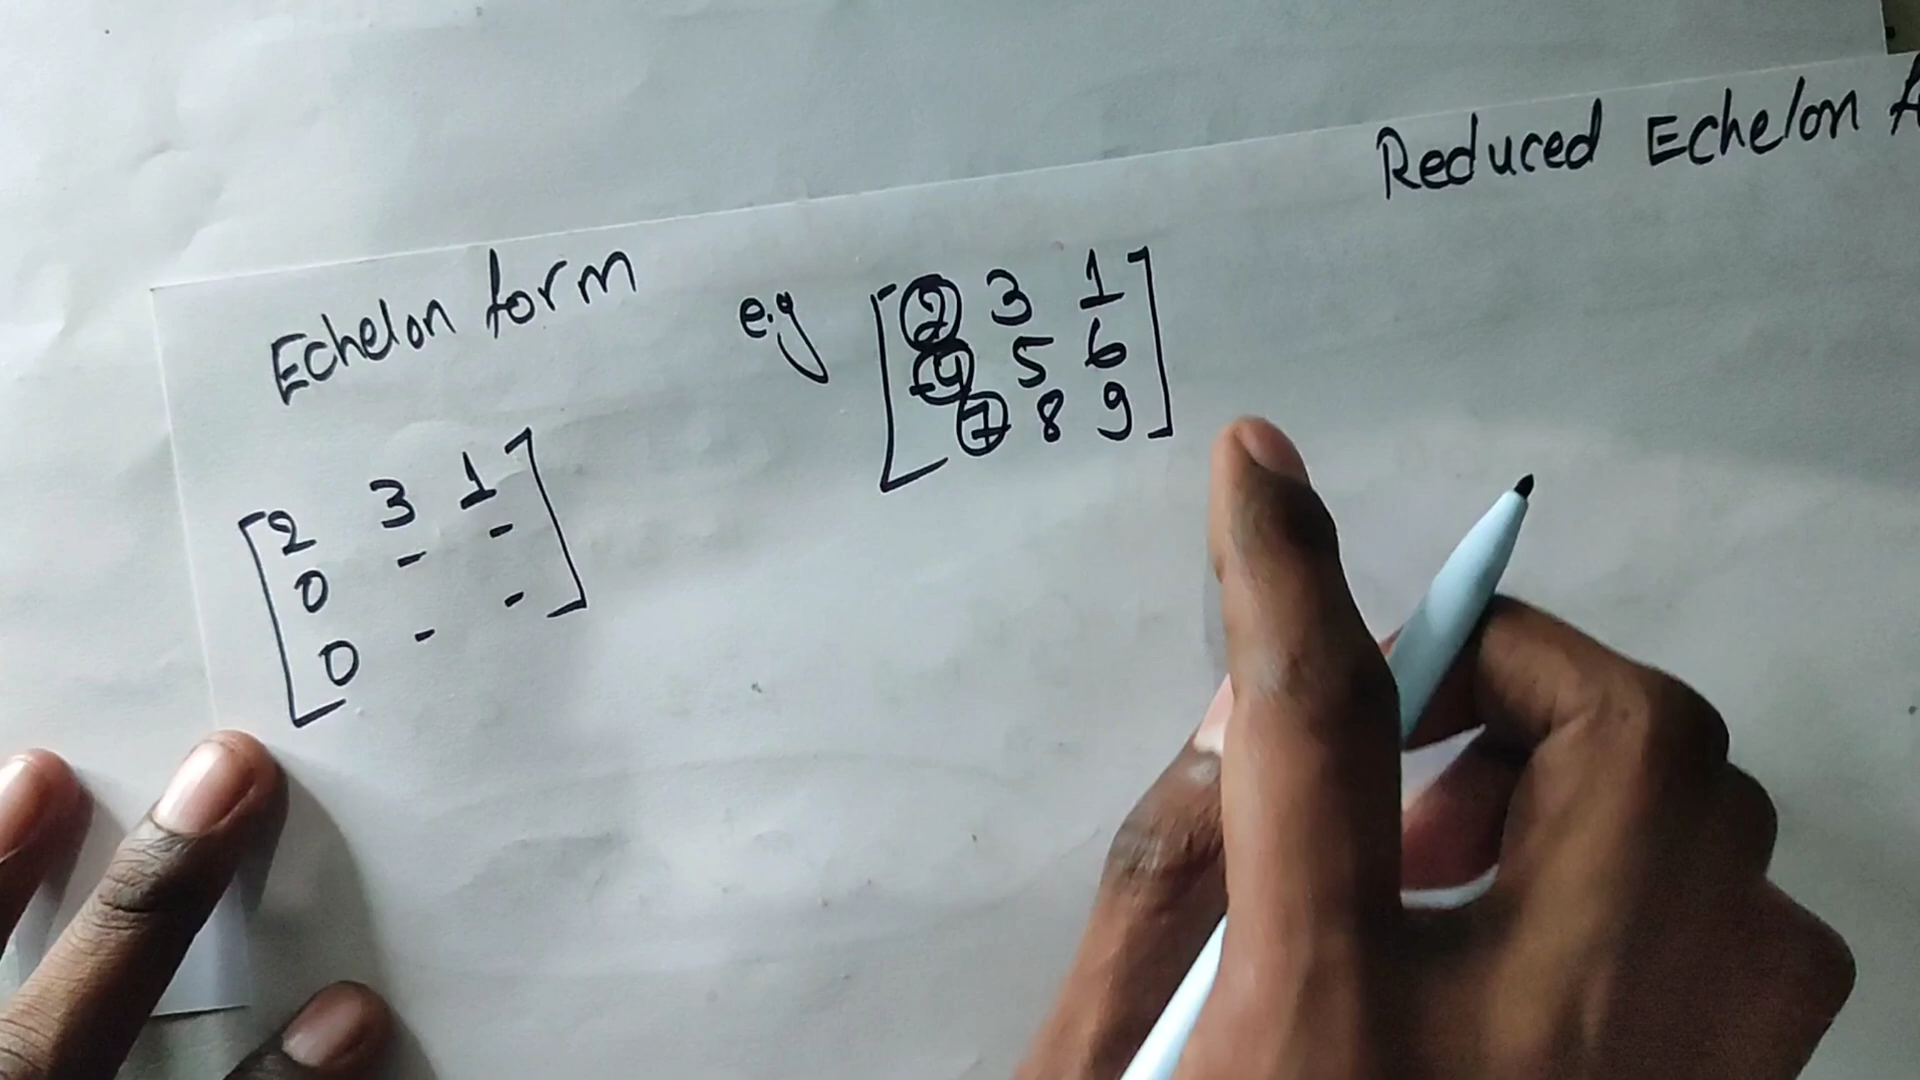 Reduced Echelon
Echelon form
e.g
2 3 1
4 5 6
7 8 9
2 3 1
0 - -
0 - -